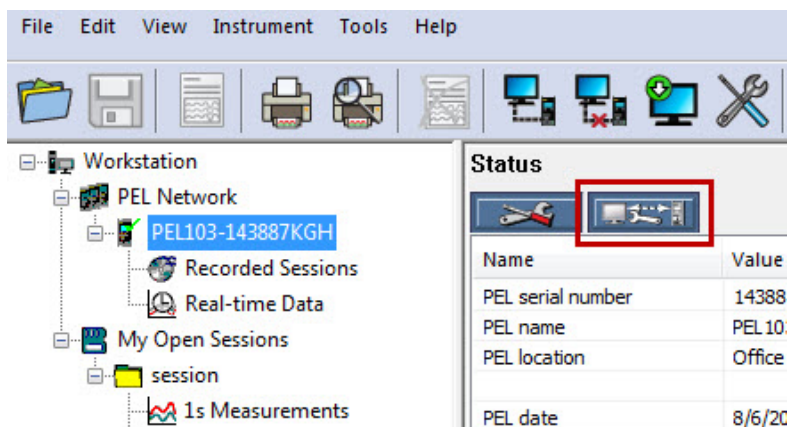 File Edit View Instrument Tools Help
Workstation
PEL Network
PEL103-143887KGH
Recorded Sessions
Real-time Data
My Open Sessions
session
1s Measurements
Status
Name Value
PEL serial number 14388
PEL name PEL103
PEL location Office
PEL date 8/6/20